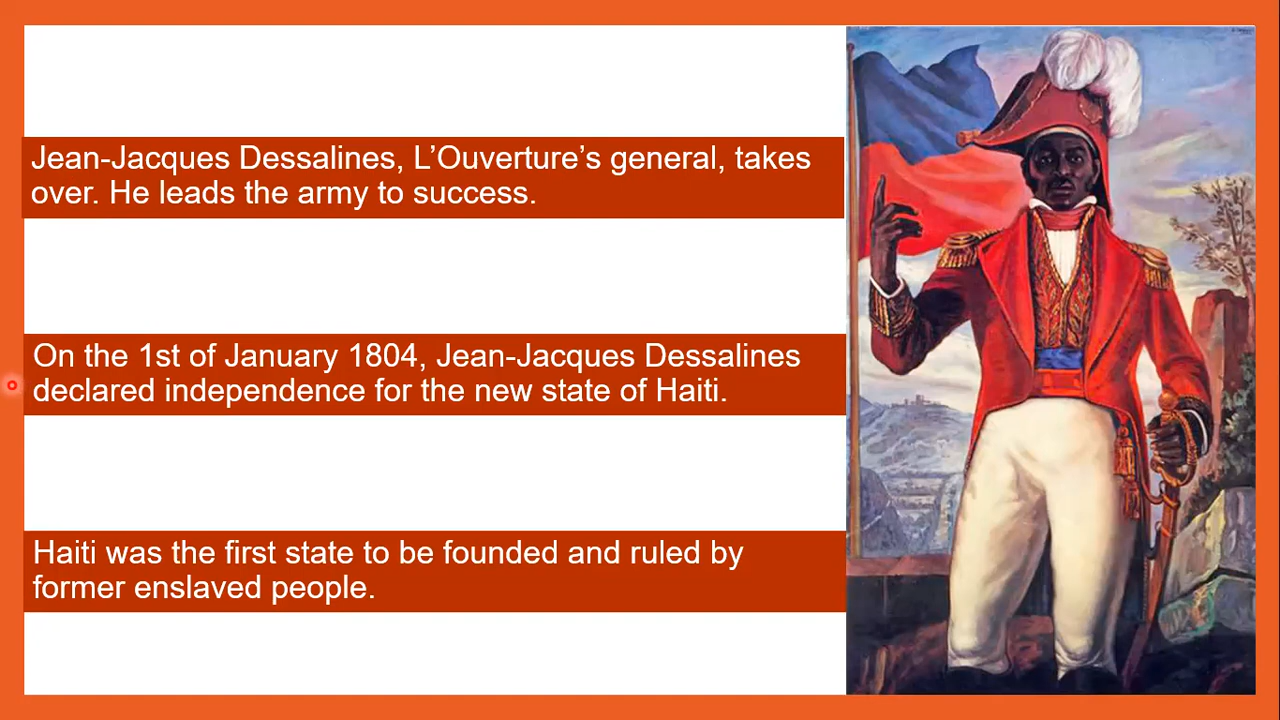 Jean-Jacques Dessalines, L’Ouverture’s general, takes
over. He leads the army to success.
On the 1st of January 1804, Jean-Jacques Dessalines
declared independence for the new state of Haiti.
Haiti was the first state to be founded and ruled by
former enslaved people.